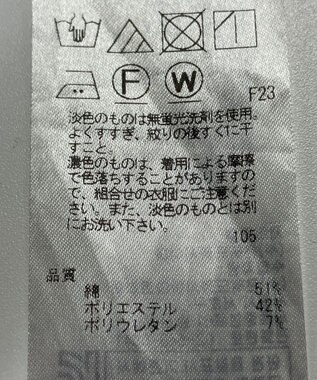 F
W
F23
淡色のものは無蛍光洗剤を使用。
よくすすぎ、絞りの後すぐに干
すこと。
濃色のものは、着用による摩擦
で色落ちすることがありますの
で、組合せの衣服にご注意くだ
さい。また、淡色のものとは別
にお洗い下さい。
105
品質
綿 51%
ポリエステル 42%
ポリウレタン 7%